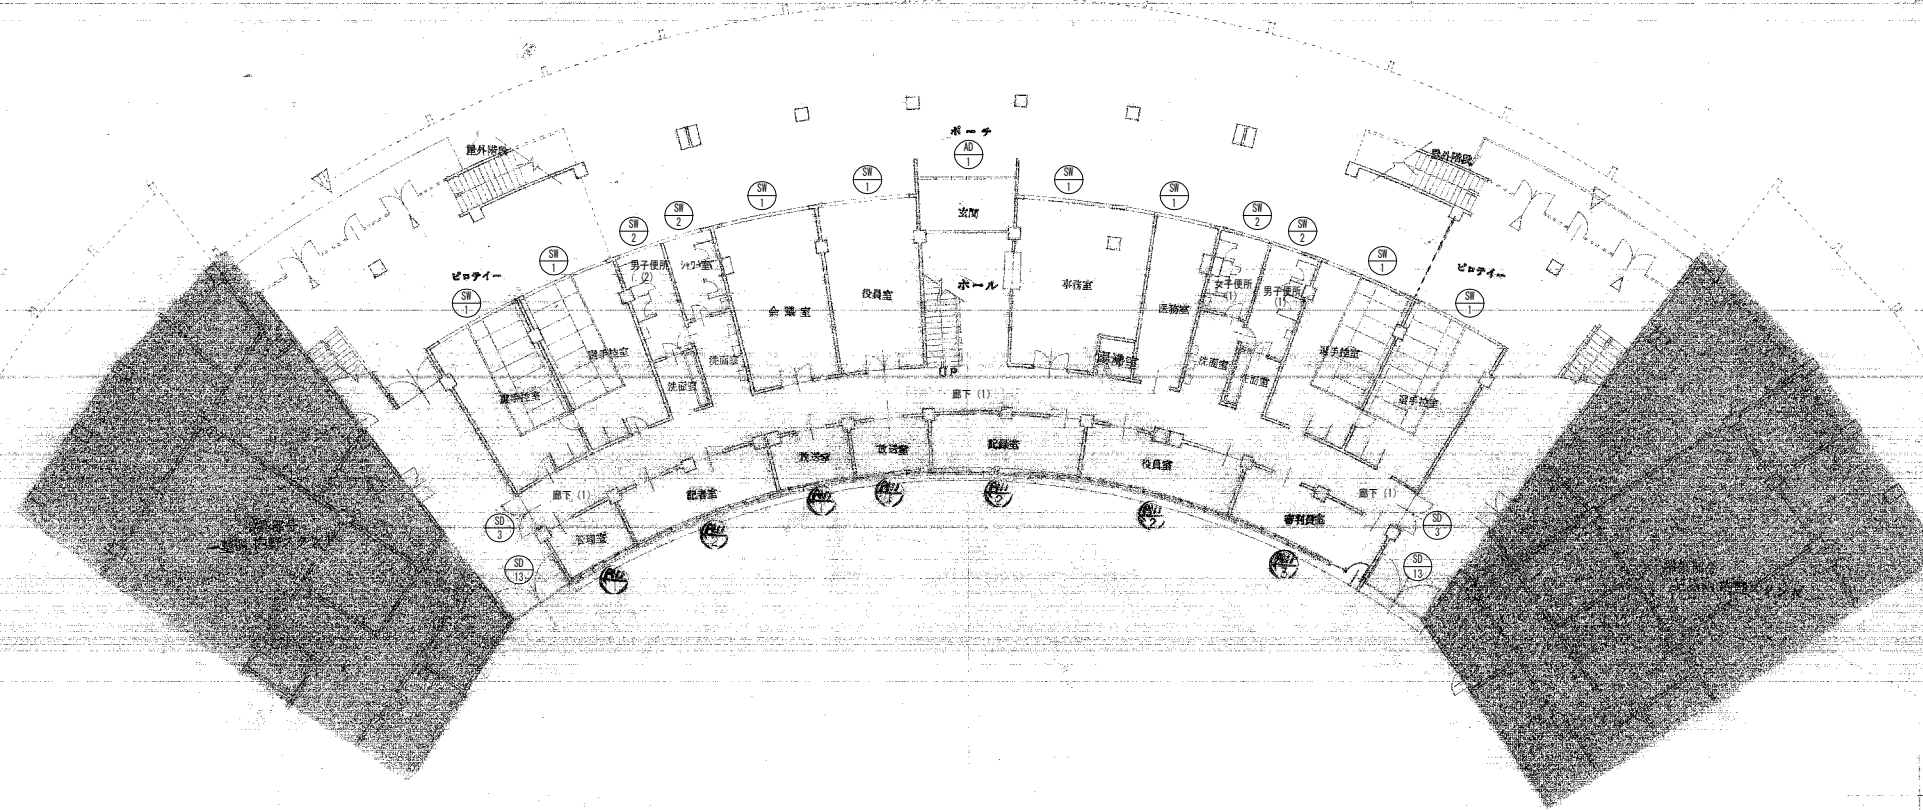 ポーチ
AD
1
屋外階段
屋外階段
SW
1
SW
1
SW
1
SW
1
SW
2
SW
2
SW
2
SW
2
SW
1
SW
1
SW
1
SW
1
玄関
ホール
ピロティー
ピロティー
男子便所
(2)
シャワー室
会議室
役員室
事務室
医務室
女子便所
(1)
男子便所
(1)
湯沸室
選手控室
選手控室
選手控室
選手控室
洗面室
洗面室
洗面室
洗面室
廊下 (1)
廊下 (1)
廊下 (1)
記者室
放送室
放送室
記録室
役員室
審判員室
SD
3
SD
13
SD
3
SD
13